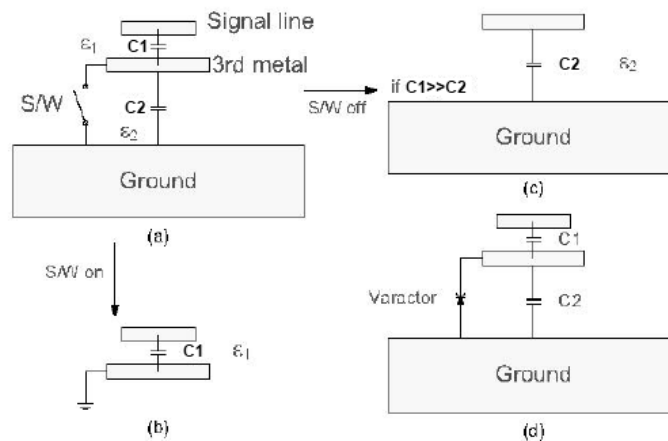 Signal line
ε1
C1
3rd metal
S/W
C2
ε2
Ground
(a)
S/W off
if C1>>C2
C2
ε2
Ground
(c)
S/W on
C1
ε1
(b)
C1
Varactor
C2
Ground
(d)